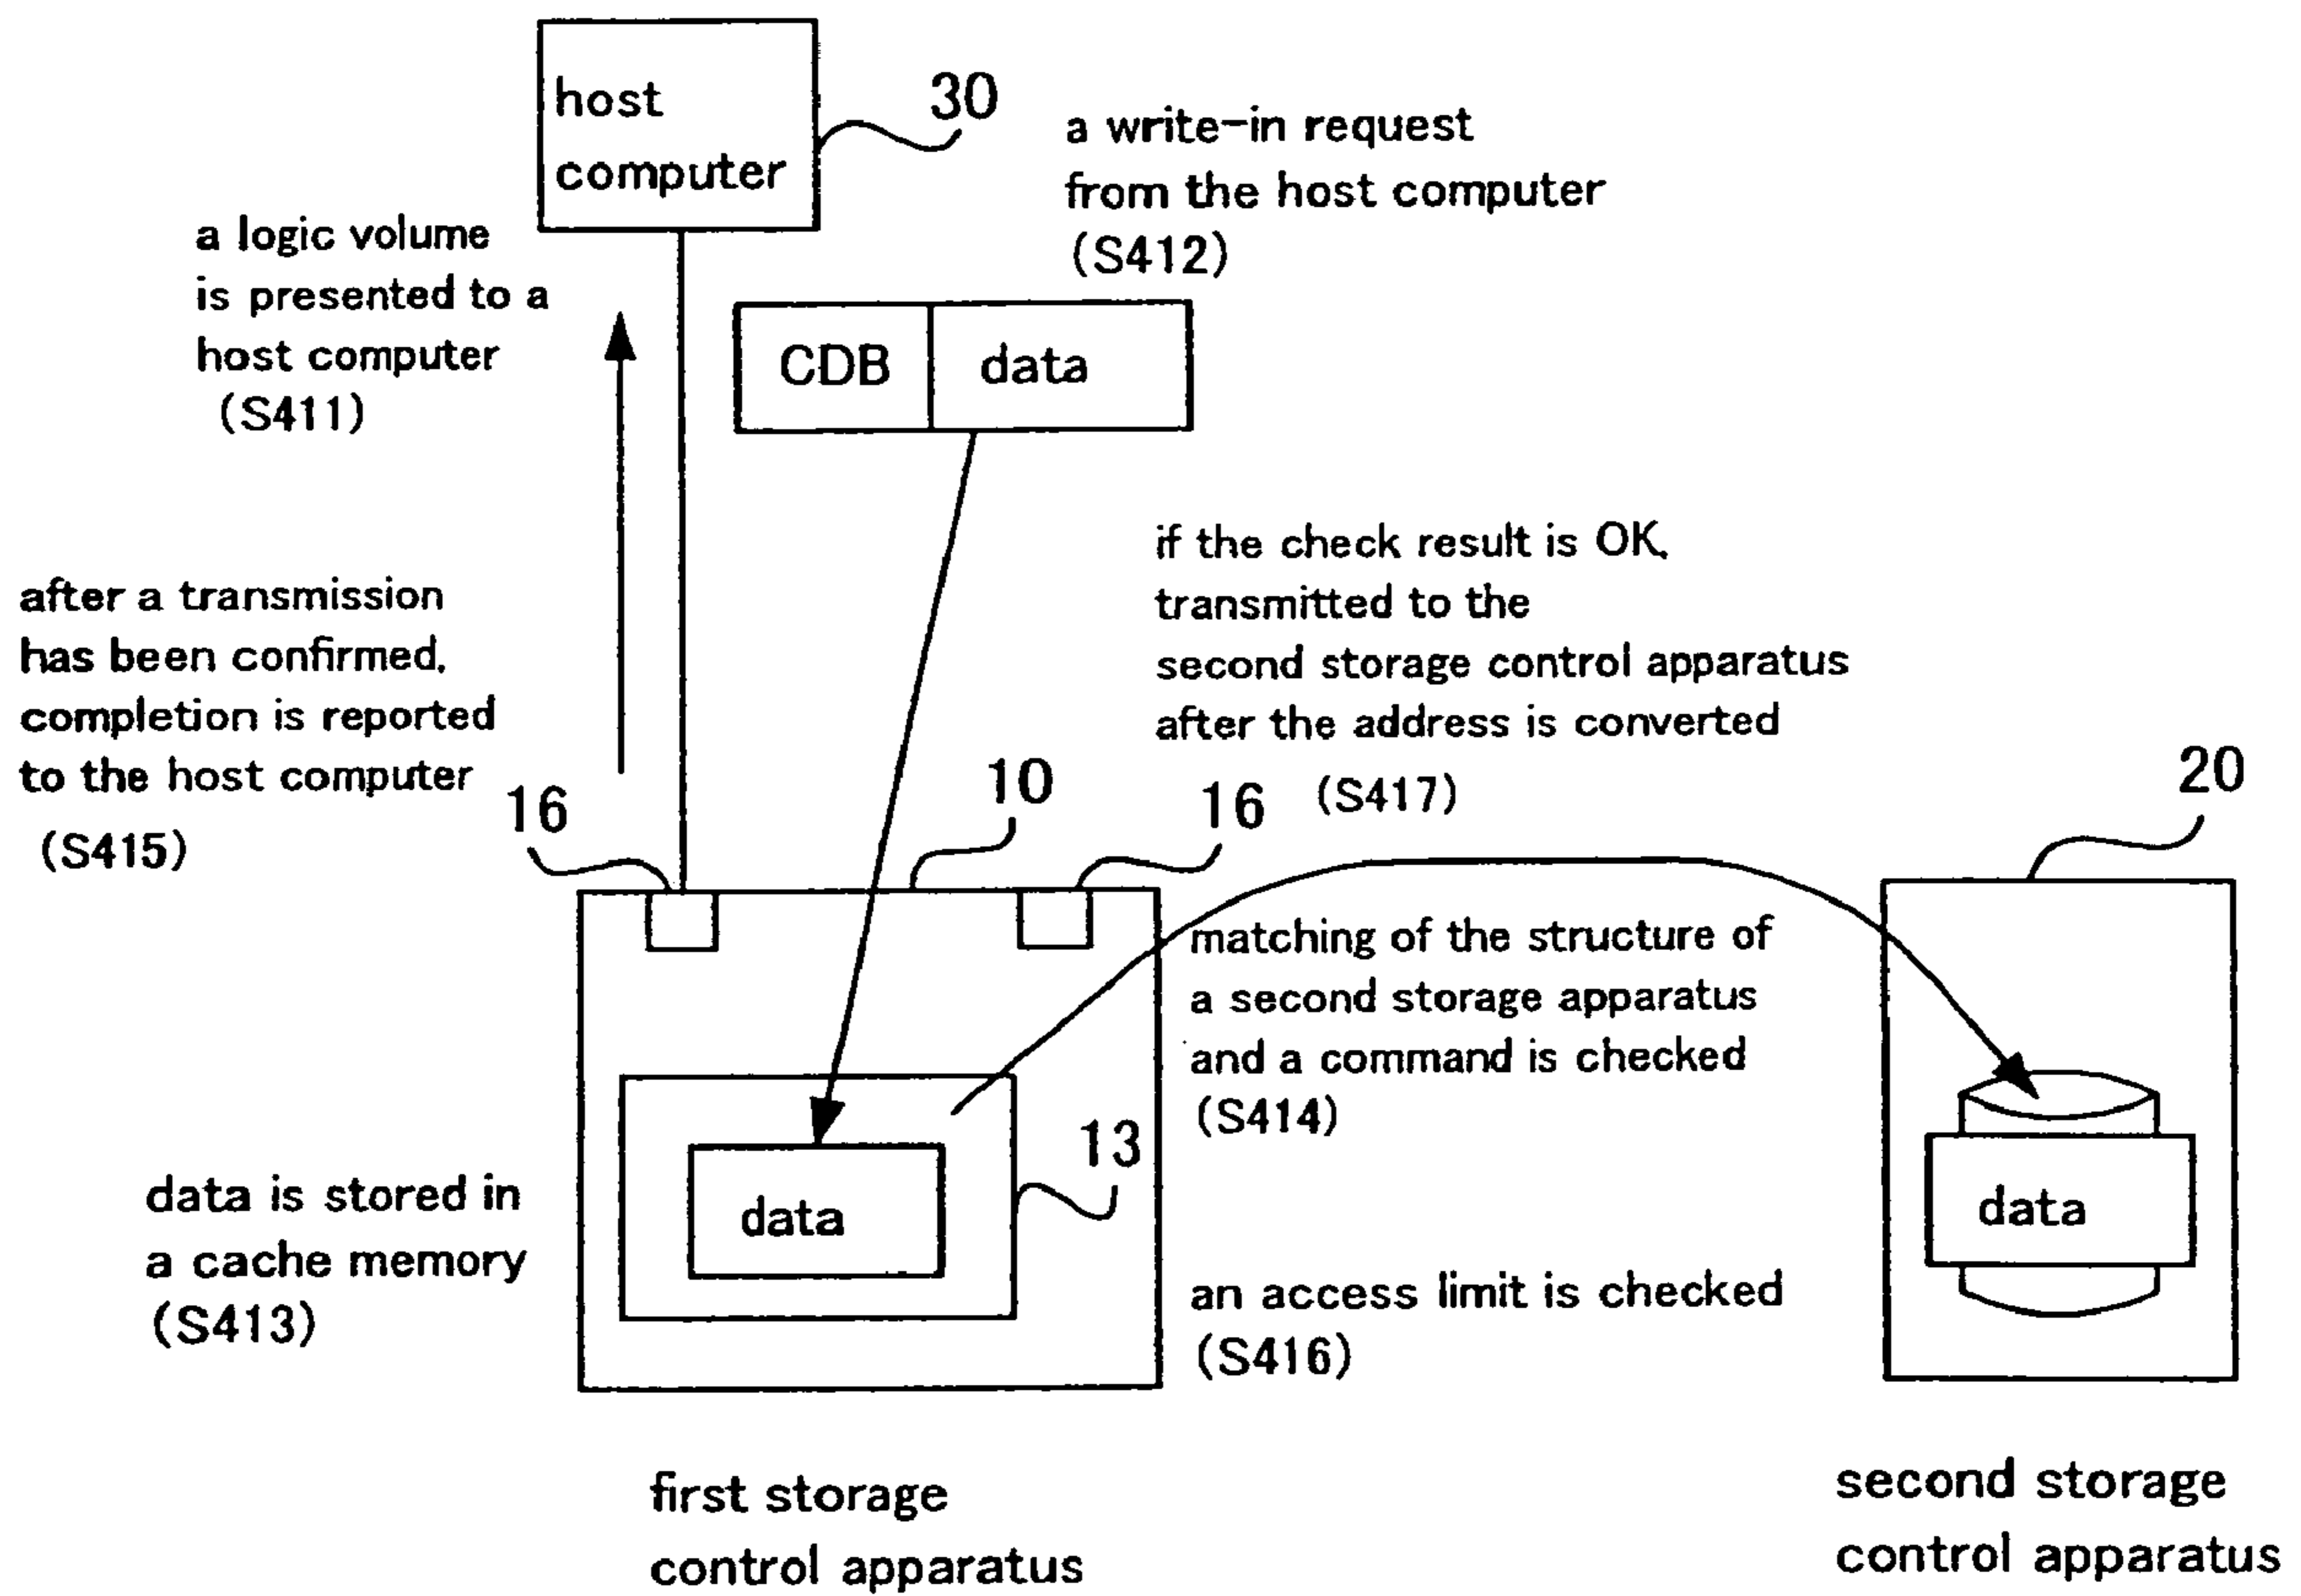 host
computer
30
a write-in request
from the host computer
(S412)
a logic volume
is presented to a
host computer
(S411)
CDB
data
after a transmission
has been confirmed,
completion is reported
to the host computer
(S415)
if the check result is OK,
transmitted to the
second storage control apparatus
after the address is converted
(S417)
16
10
16
20
matching of the structure of
a second storage apparatus
and a command is checked
(S414)
13
data
data
data is stored in
a cache memory
(S413)
an access limit is checked
(S416)
first storage
control apparatus
second storage
control apparatus